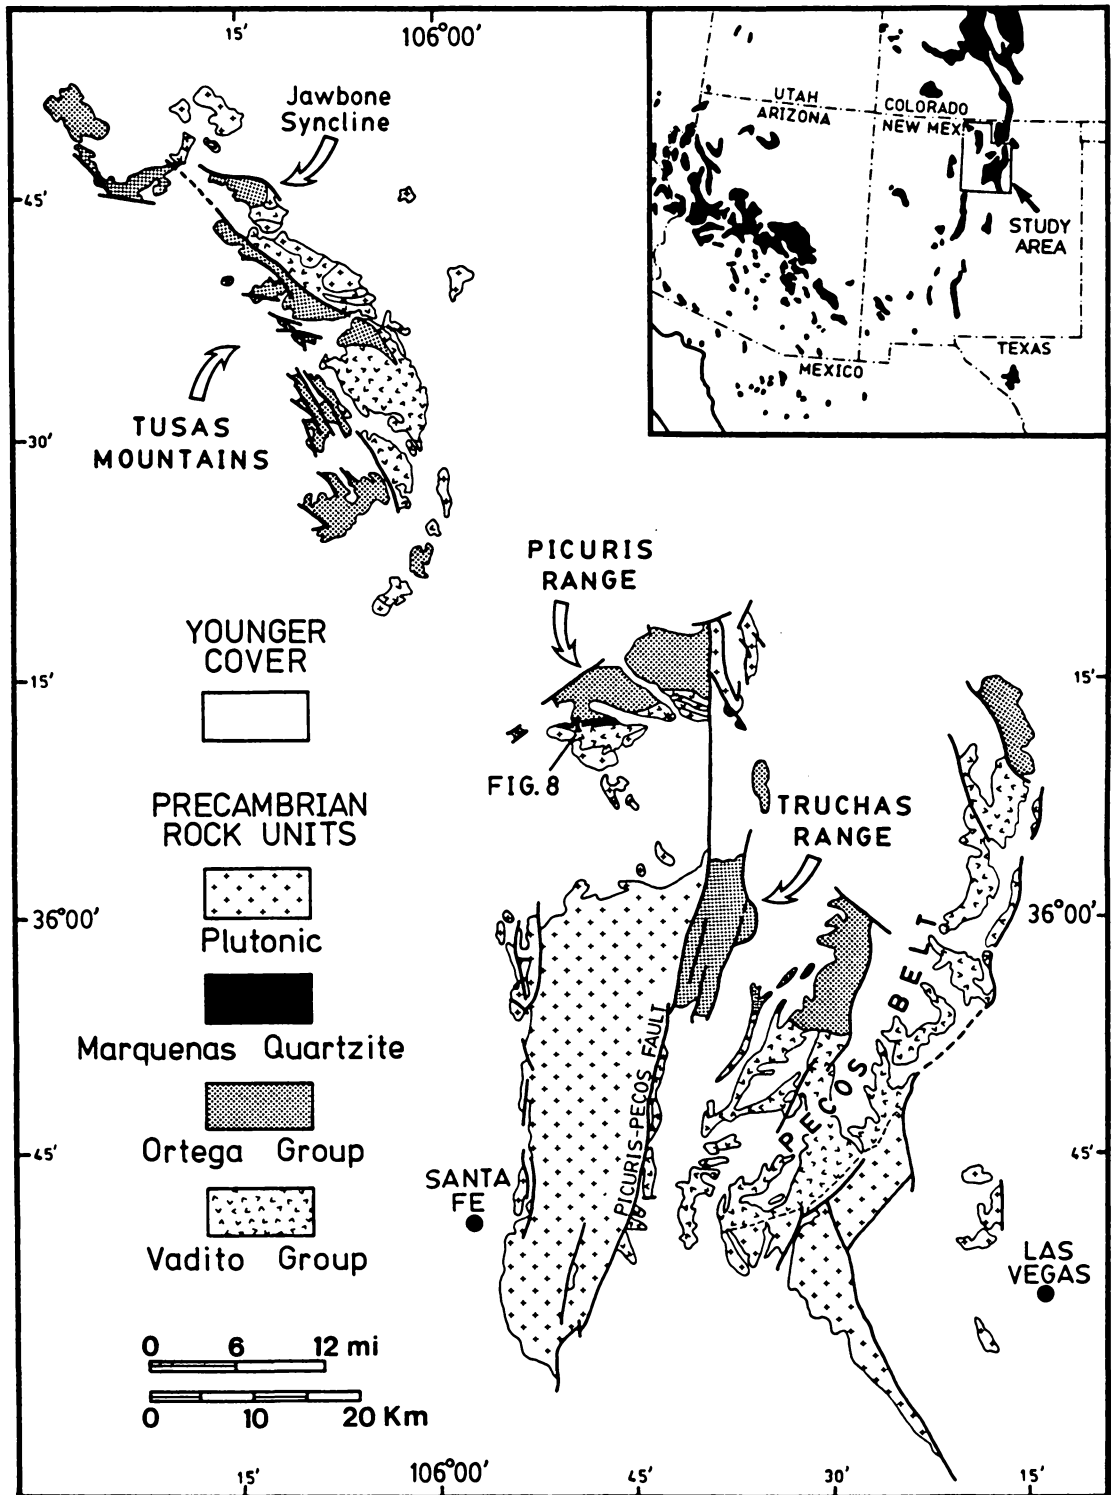 15'
106°00'
Jawbone
Syncline
45'
UTAH
ARIZONA
COLORADO
NEW MEX.
STUDY
AREA
TEXAS
MEXICO
TUSAS
MOUNTAINS
30'
PICURIS
RANGE
YOUNGER
COVER
15'
15'
FIG. 8
PRECAMBRIAN
ROCK UNITS
TRUCHAS
RANGE
Plutonic
36°00'
36°00'
Marquenas Quartzite
PICURIS-PECOS FAULT
PECOS BELT
Ortega Group
45'
45'
SANTA
FE
Vadito Group
LAS
VEGAS
0 6 12 mi
0 10 20 Km
15'
106°00'
45'
30'
15'